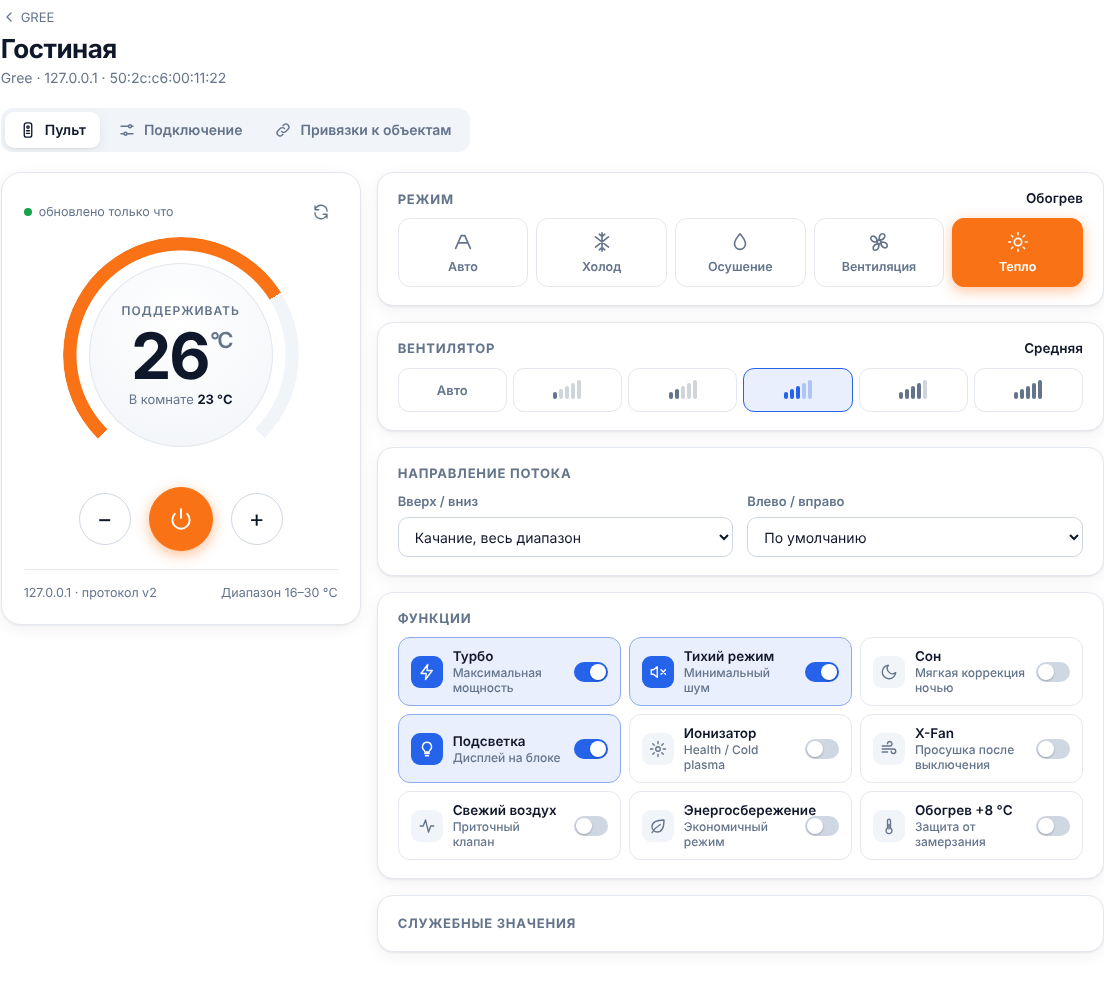 GREE
Гостиная
Gree · 127.0.0.1 · 50:2c:c6:00:11:22
Пульт
Подключение
Привязки к объектам
обновлено только что
ПОДДЕРЖИВАТЬ
26°C
В комнате 23 °C
−
+
127.0.0.1 · протокол v2
Диапазон 16–30 °C
РЕЖИМ
Обогрев
Авто
Холод
Осушение
Вентиляция
Тепло
ВЕНТИЛЯТОР
Средняя
Авто
НАПРАВЛЕНИЕ ПОТОКА
Вверх / вниз
Влево / вправо
Качание, весь диапазон
По умолчанию
ФУНКЦИИ
Турбо
Максимальная
мощность
Тихий режим
Минимальный
шум
Сон
Мягкая коррекция
ночью
Подсветка
Дисплей на блоке
Ионизатор
Health / Cold
plasma
X-Fan
Просушка после
выключения
Свежий воздух
Приточный
клапан
Энергосбережение
Экономичный
режим
Обогрев +8 °C
Защита от
замерзания
СЛУЖЕБНЫЕ ЗНАЧЕНИЯ